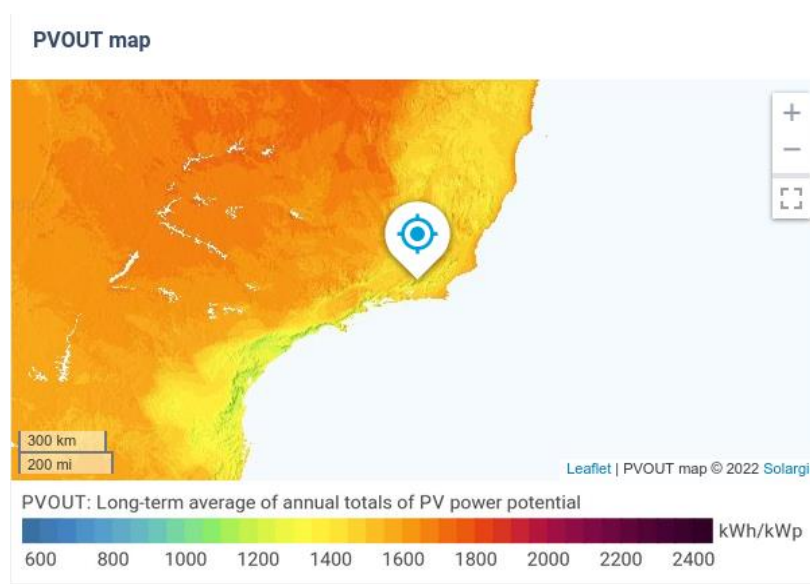 PVOUT map
+
−
300 km
200 mi
Leaflet | PVOUT map © 2022 Solargi
PVOUT: Long-term average of annual totals of PV power potential
kWh/kWp
600 800 1000 1200 1400 1600 1800 2000 2200 2400